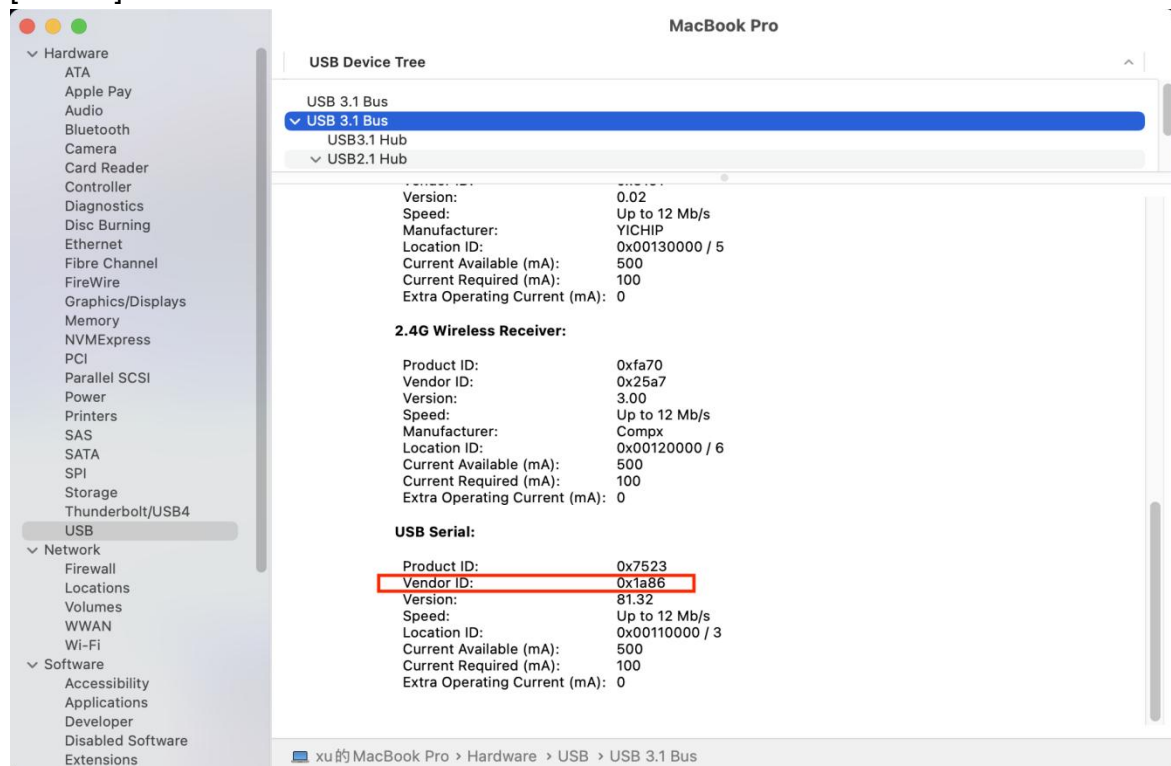 MacBook Pro
Hardware
ATA
Apple Pay
Audio
Bluetooth
Camera
Card Reader
Controller
Diagnostics
Disc Burning
Ethernet
Fibre Channel
FireWire
Graphics/Displays
Memory
NVMExpress
PCI
Parallel SCSI
Power
Printers
SAS
SATA
SPI
Storage
Thunderbolt/USB4
USB
Network
Firewall
Locations
Volumes
WWAN
Wi-Fi
Software
Accessibility
Applications
Developer
Disabled Software
Extensions
USB Device Tree
USB 3.1 Bus
USB 3.1 Bus
USB3.1 Hub
USB2.1 Hub
Version: 0.02
Speed: Up to 12 Mb/s
Manufacturer: YICHIP
Location ID: 0x00130000 / 5
Current Available (mA): 500
Current Required (mA): 100
Extra Operating Current (mA): 0
2.4G Wireless Receiver:
Product ID: 0xfa70
Vendor ID: 0x25a7
Version: 3.00
Speed: Up to 12 Mb/s
Manufacturer: Compx
Location ID: 0x00120000 / 6
Current Available (mA): 500
Current Required (mA): 100
Extra Operating Current (mA): 0
USB Serial:
Product ID: 0x7523
Vendor ID: 0x1a86
Version: 81.32
Speed: Up to 12 Mb/s
Location ID: 0x00110000 / 3
Current Available (mA): 500
Current Required (mA): 100
Extra Operating Current (mA): 0
xu的MacBook Pro › Hardware › USB › USB 3.1 Bus